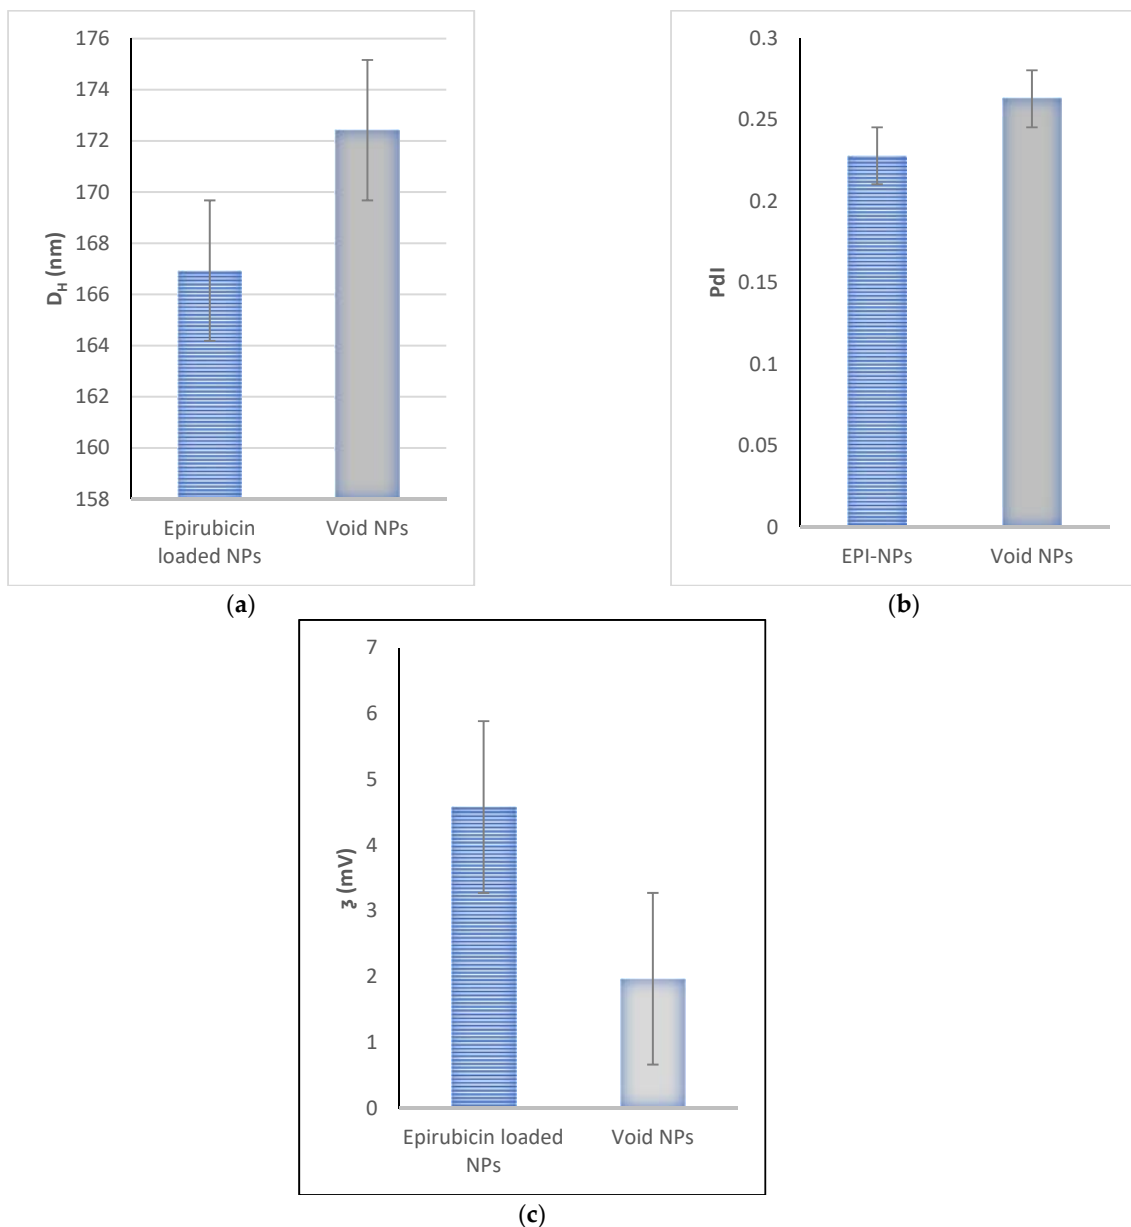 176
174
172
170
168
166
164
162
160
158
D_H (nm)
Epirubicin
loaded NPs
Void NPs
(a)
0.3
0.25
0.2
0.15
0.1
0.05
0
PdI
EPI-NPs
Void NPs
(b)
7
6
5
4
3
2
1
0
ʒ (mV)
Epirubicin loaded
NPs
Void NPs
(c)